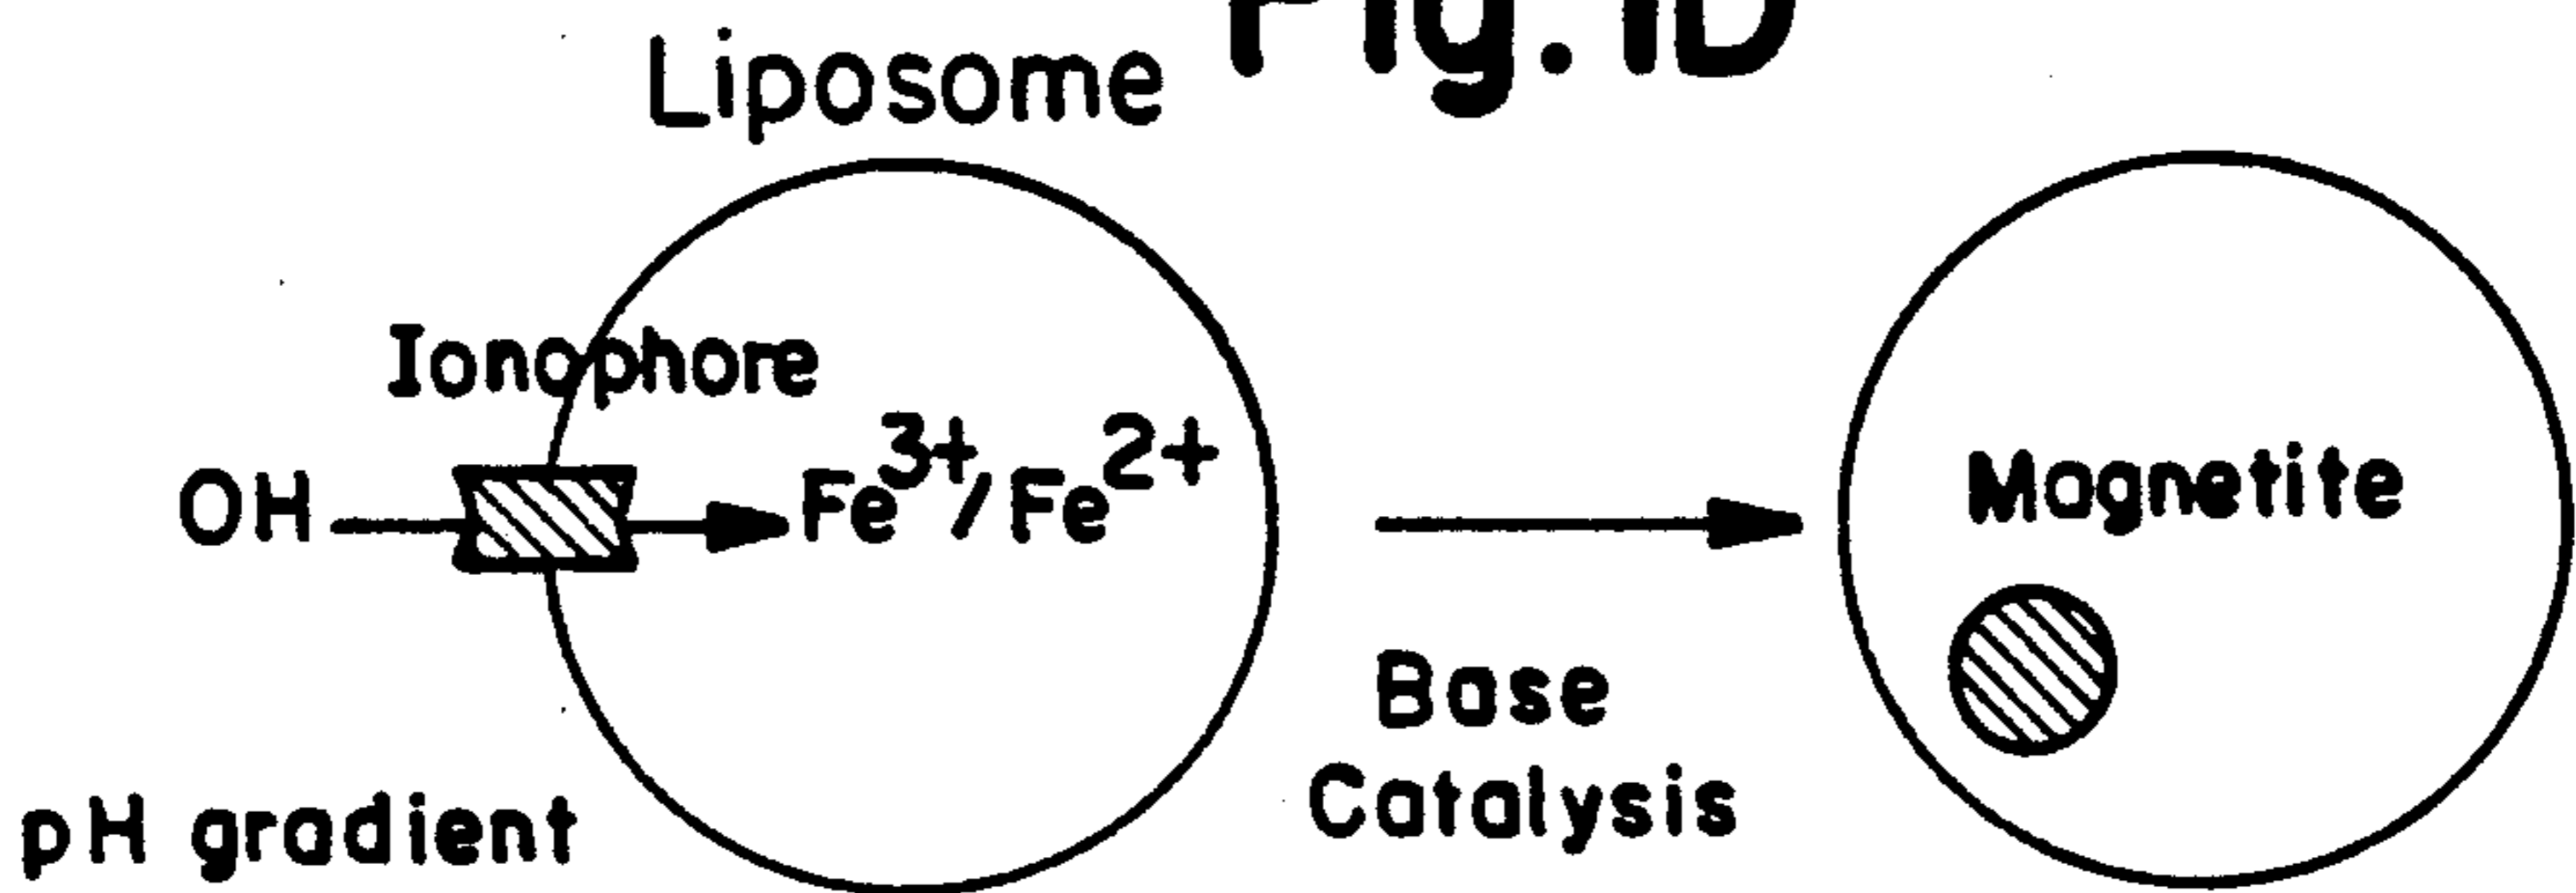 Fig. 1D
Liposome
Ionophore
OH
Fe3+/Fe2+
Magnetite
Base
Catalysis
pH gradient